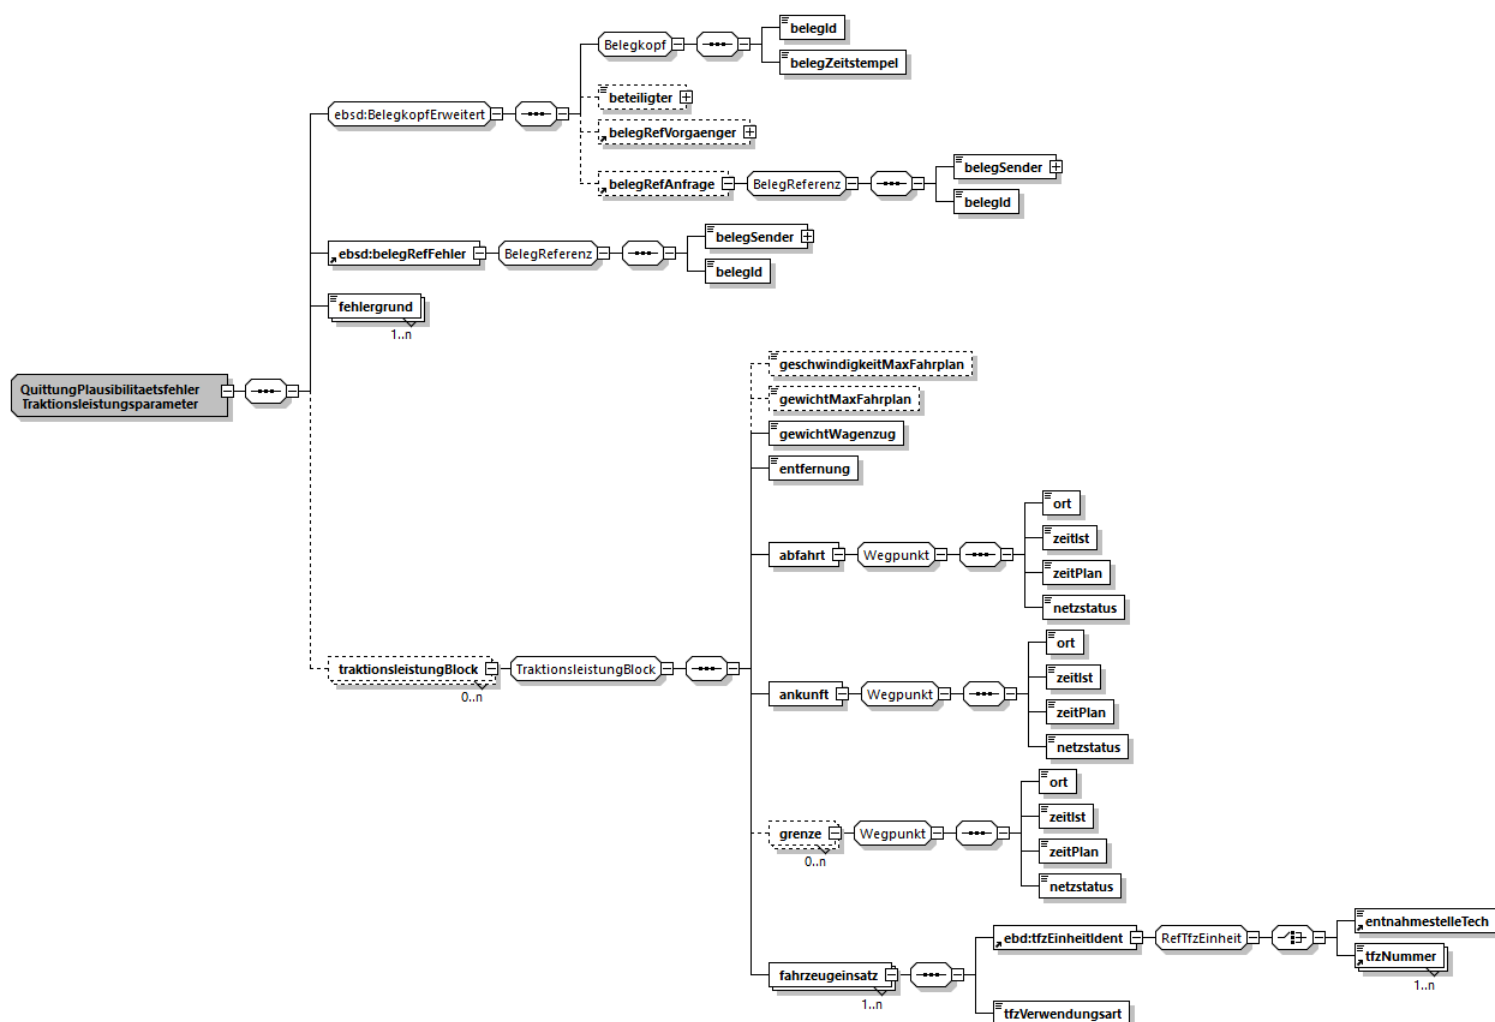 belegId
Belegkopf
belegZeitstempel
beteiligter
ebsd:BelegkopfErweitert
belegRefVorgaenger
belegSender
belegRefAnfrage
BelegReferenz
belegId
belegSender
ebsd:belegRefFehler
BelegReferenz
belegId
fehlergrund
1..n
QuittungPlausibilitaetsfehler
Traktionsleistungsparameter
geschwindigkeitMaxFahrplan
gewichtMaxFahrplan
gewichtWagenzug
entfernung
ort
zeitIst
abfahrt
Wegpunkt
zeitPlan
netzstatus
traktionsleistungBlock
0..n
TraktionsleistungBlock
ort
zeitIst
ankunft
Wegpunkt
zeitPlan
netzstatus
ort
zeitIst
grenze
0..n
Wegpunkt
zeitPlan
netzstatus
entnahmestelleTech
ebd:tfzEinheitIdent
RefTfzEinheit
tfzNummer
1..n
fahrzeugeinsatz
1..n
tfzVerwendungsart